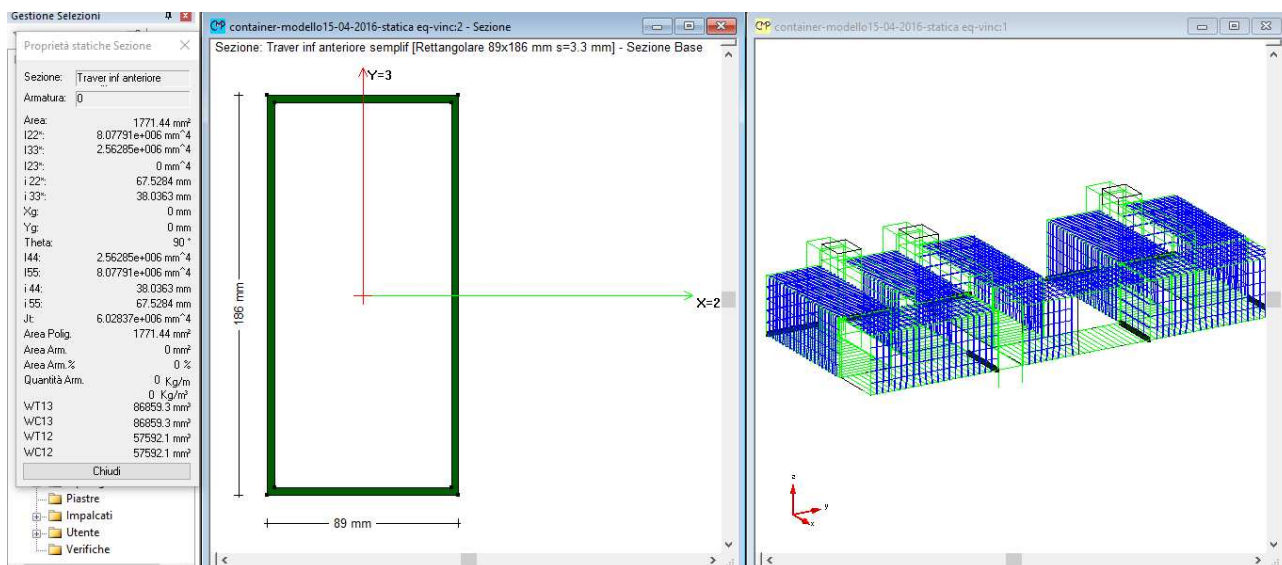 Gestione Selezioni
Proprietà statiche Sezione
Sezione: Traver inf anteriore
Armatura: 0
Area: 1771.44 mm²
I22": 8.07791e+006 mm^4
I33": 2.56285e+006 mm^4
I23": 0 mm^4
i 22": 67.5284 mm
i 33": 38.0363 mm
Xg: 0 mm
Yg: 0 mm
Theta: 90 °
I44: 2.56285e+006 mm^4
I55: 8.07791e+006 mm^4
i 44: 38.0363 mm
i 55: 67.5284 mm
Jt: 6.02837e+006 mm^4
Area Polig. 1771.44 mm²
Area Arm. 0 mm²
Area Arm.% 0 %
Quantità Arm. 0 Kg/m
0 Kg/m³
WT13 86859.3 mm³
WC13 86859.3 mm³
WT12 57592.1 mm³
WC12 57592.1 mm³
Chiudi
Piastre
Impalcati
Utente
Verifiche
CMP container-modello15-04-2016-statica eq-vinc:2 - Sezione
Sezione: Traver inf anteriore semplif [Rettangolare 89x186 mm s=3.3 mm] - Sezione Base
Y=3
X=2
186 mm
89 mm
CMP container-modello15-04-2016-statica eq-vinc:1
z
y
x